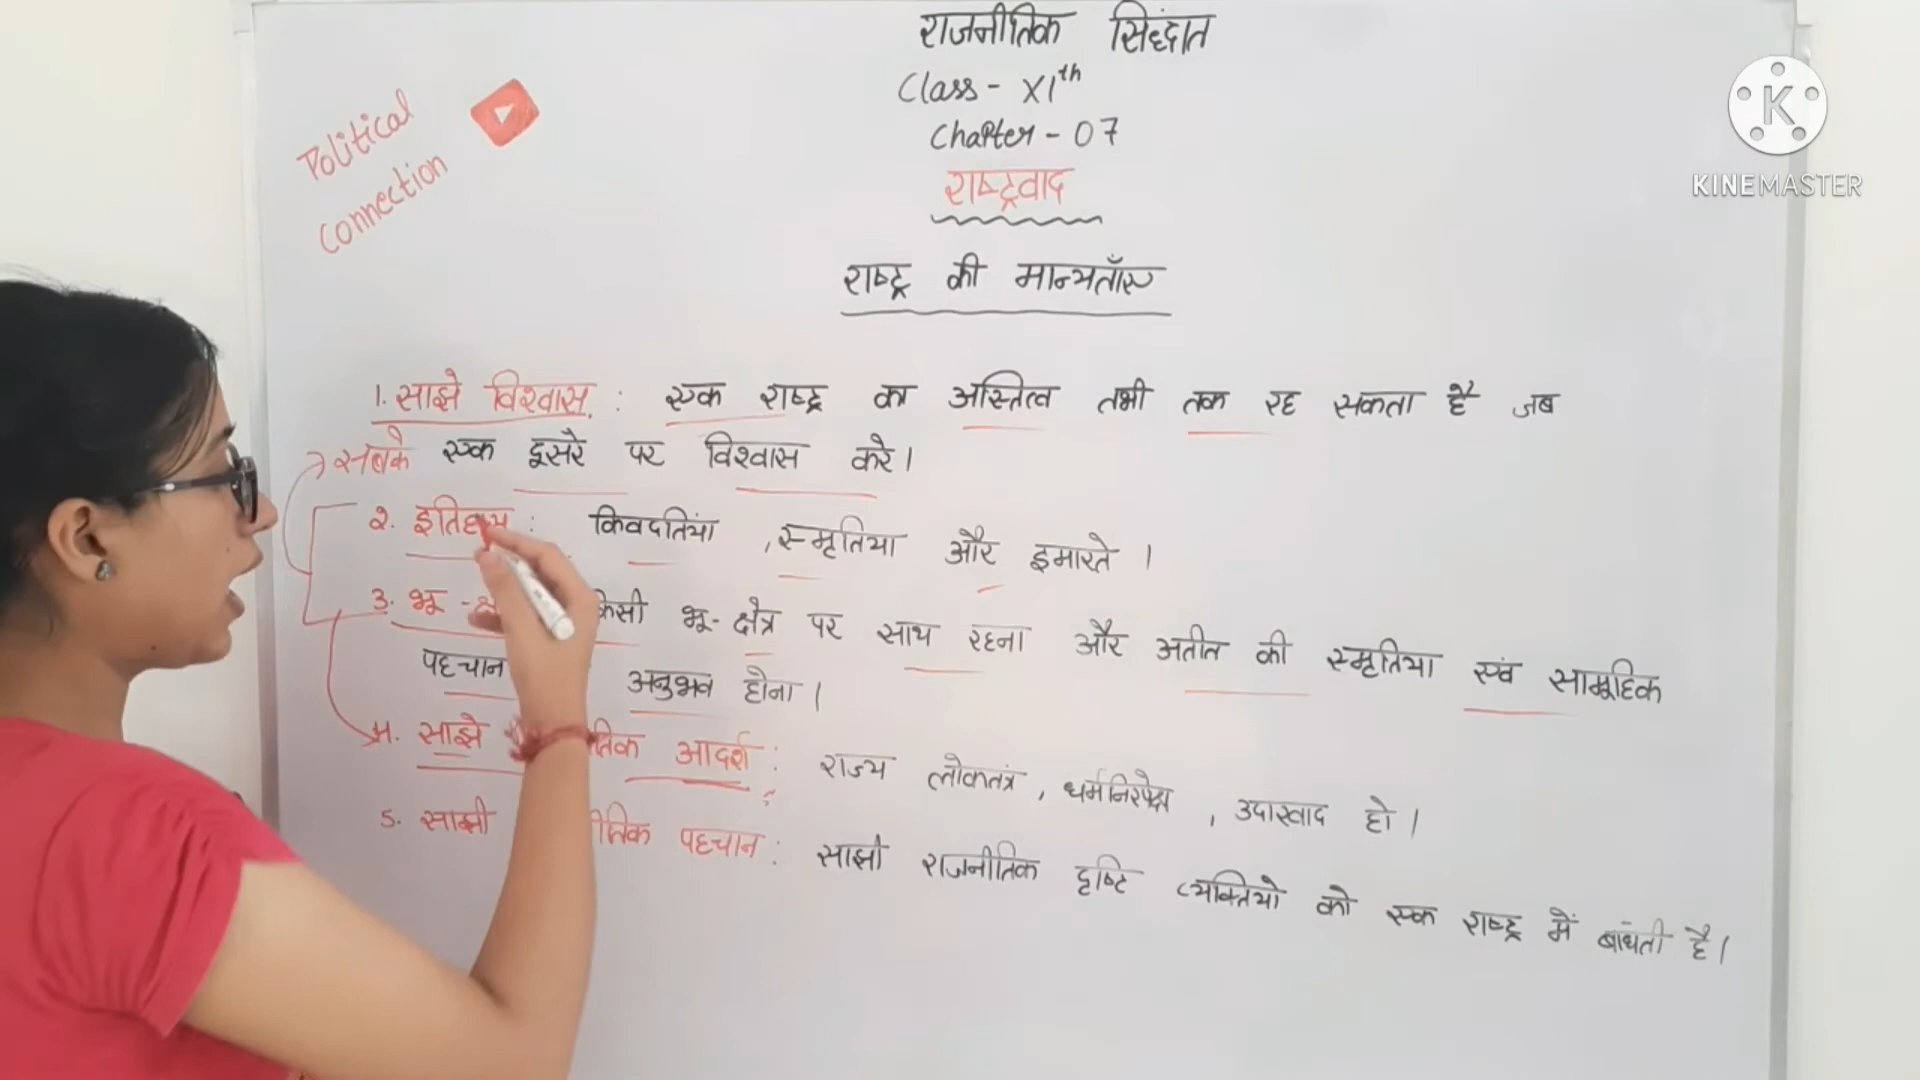 राजनीतिक सिद्दांत
Class - XIth
Chapter - 07
राष्ट्रवाद
राष्ट्र की मान्यताँए
Political
Connection
KINEMASTER
1. साझे विश्वास : एक राष्ट्र का अस्तित्व तभी तक रह सकता है जब
सबके एक दूसरे पर विश्वास करे।
2. इतिहास : किवदतियां , स्मृतिया और इमारते ।
3. भू - किसी भू - क्षेत्र पर साथ रहना और अतीत की स्मृतिया एवं सामूहिक
पहचान अनुभव होना ।
4. साझे आदर्श : राज्य लोकतंत्र , धर्मनिरपेक्ष , उदारवाद हो ।
5. साझी पहचान : साझी राजनीतिक दृष्टि व्यक्तियो को एक राष्ट्र में बांधती है।